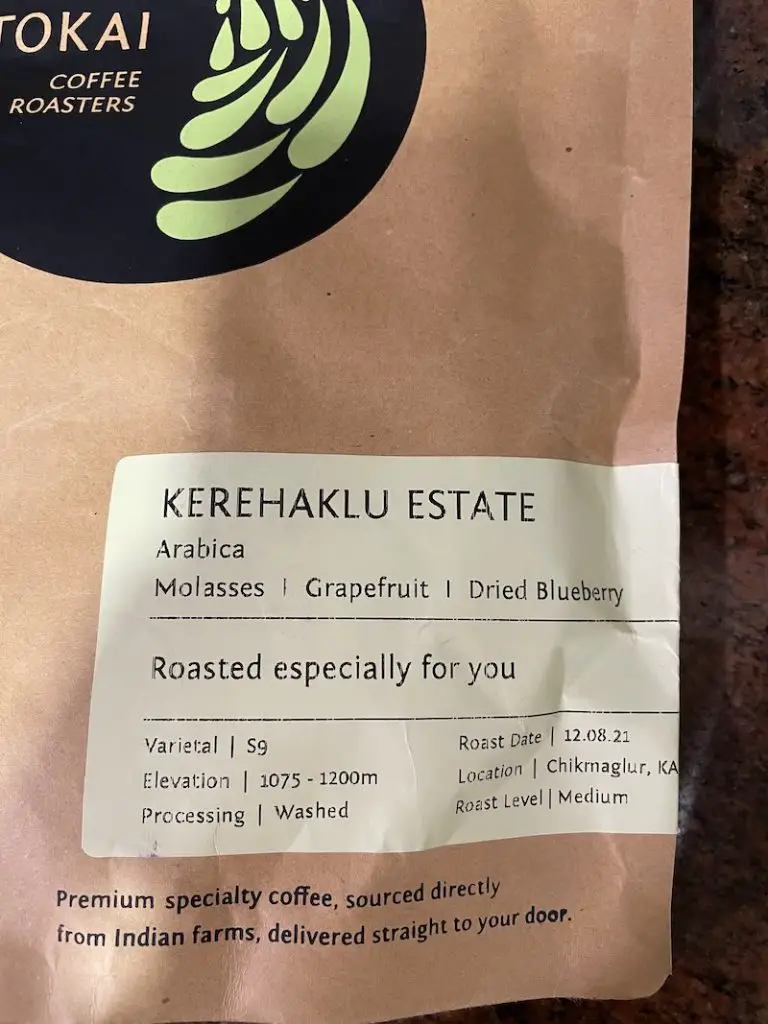 TOKAI
COFFEE
ROASTERS
KEREHAKLU ESTATE
Arabica
Molasses | Grapefruit | Dried Blueberry
Roasted especially for you
Varietal | S9
Elevation | 1075 - 1200m
Processing | Washed
Roast Date | 12.08.21
Location | Chikmaglur, KA
Roast Level | Medium
Premium specialty coffee, sourced directly
from Indian farms, delivered straight to your door.